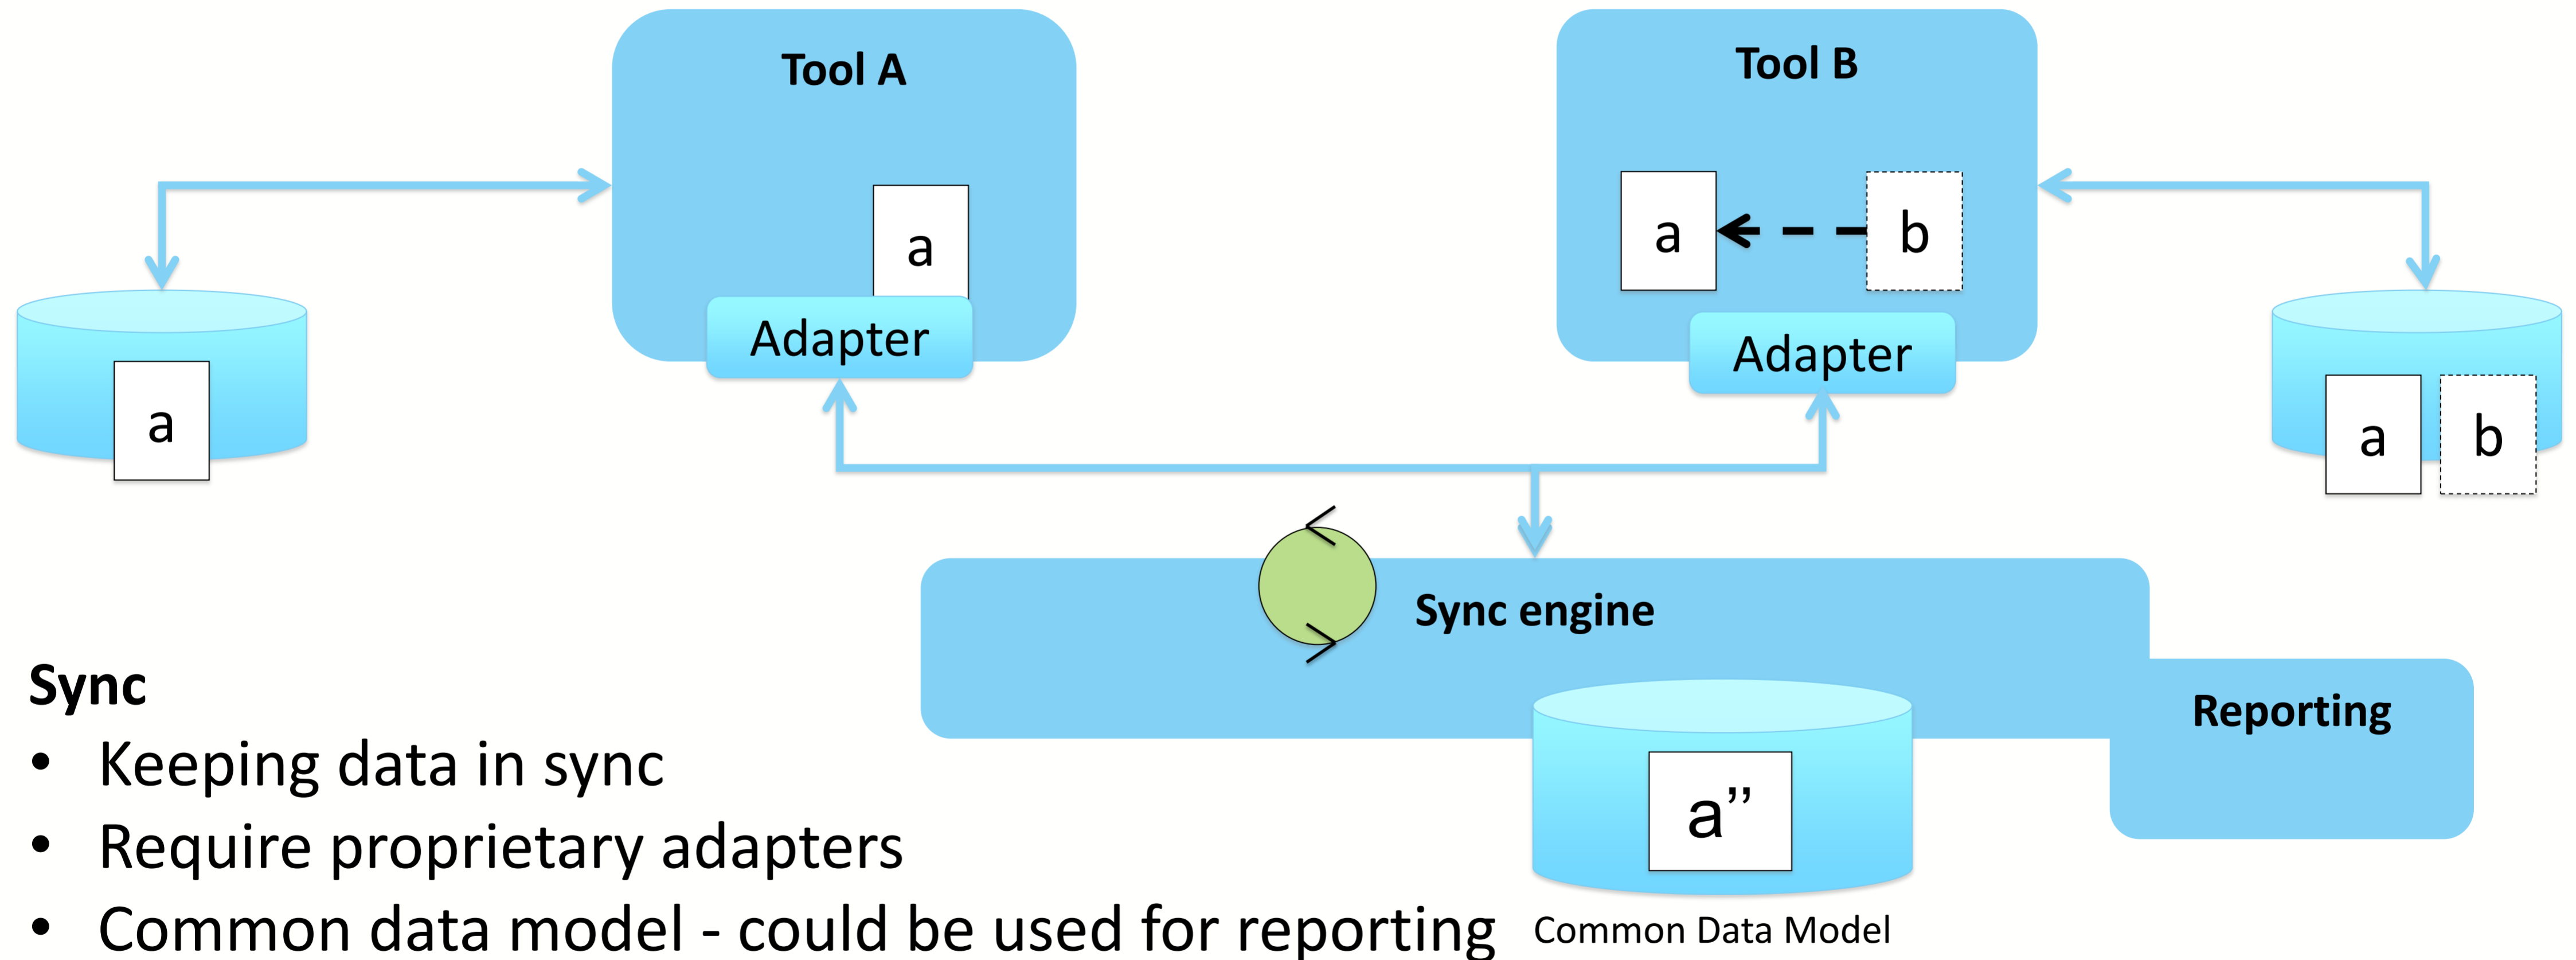 Tool A
Tool B
a
a
b
Adapter
Adapter
a
a
b
Sync engine
Reporting
a’’
Common Data Model
Sync
• Keeping data in sync
• Require proprietary adapters
• Common data model - could be used for reporting